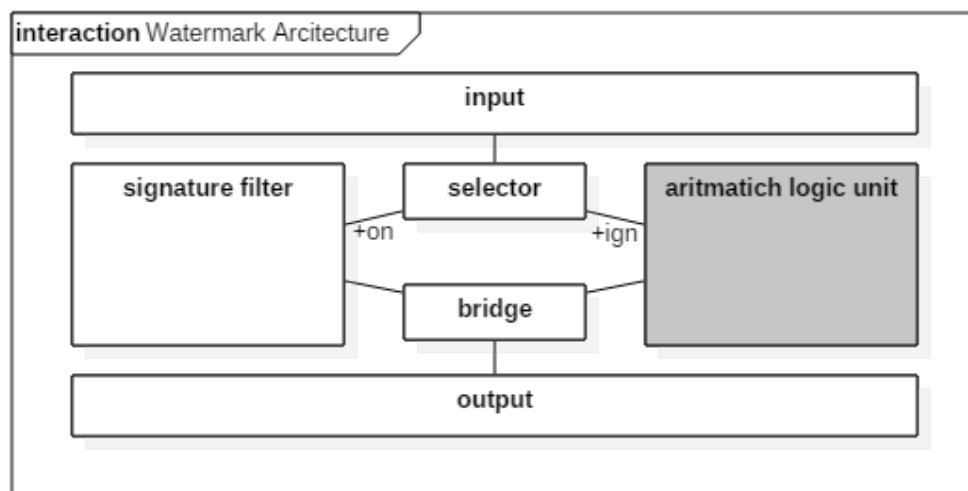 interaction Watermark Arcitecture
input
signature filter
selector
aritmatich logic unit
+on
+ign
bridge
output